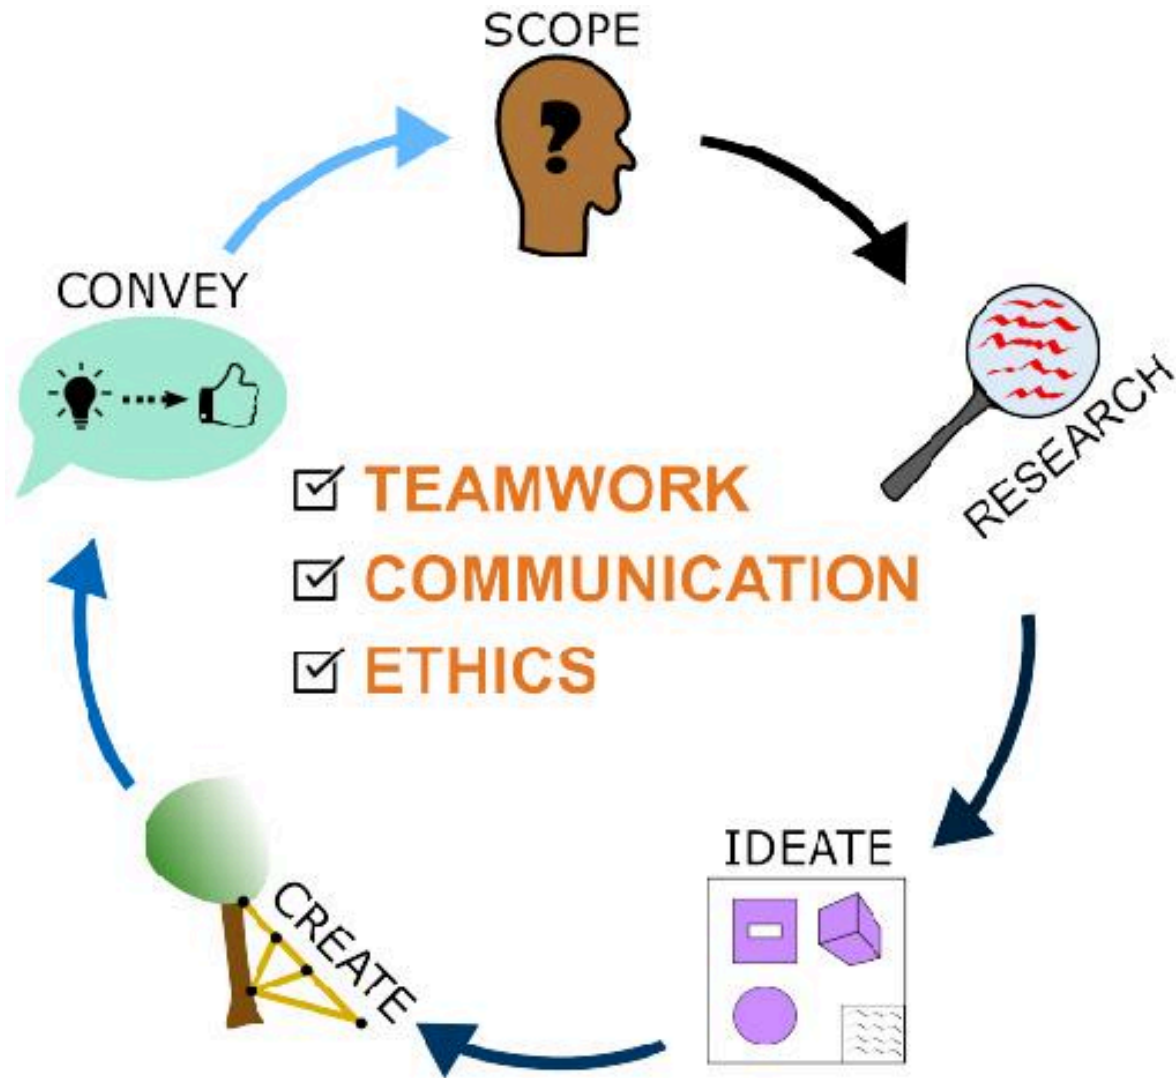 SCOPE
RESEARCH
IDEATE
CREATE
CONVEY
TEAMWORK
COMMUNICATION
ETHICS